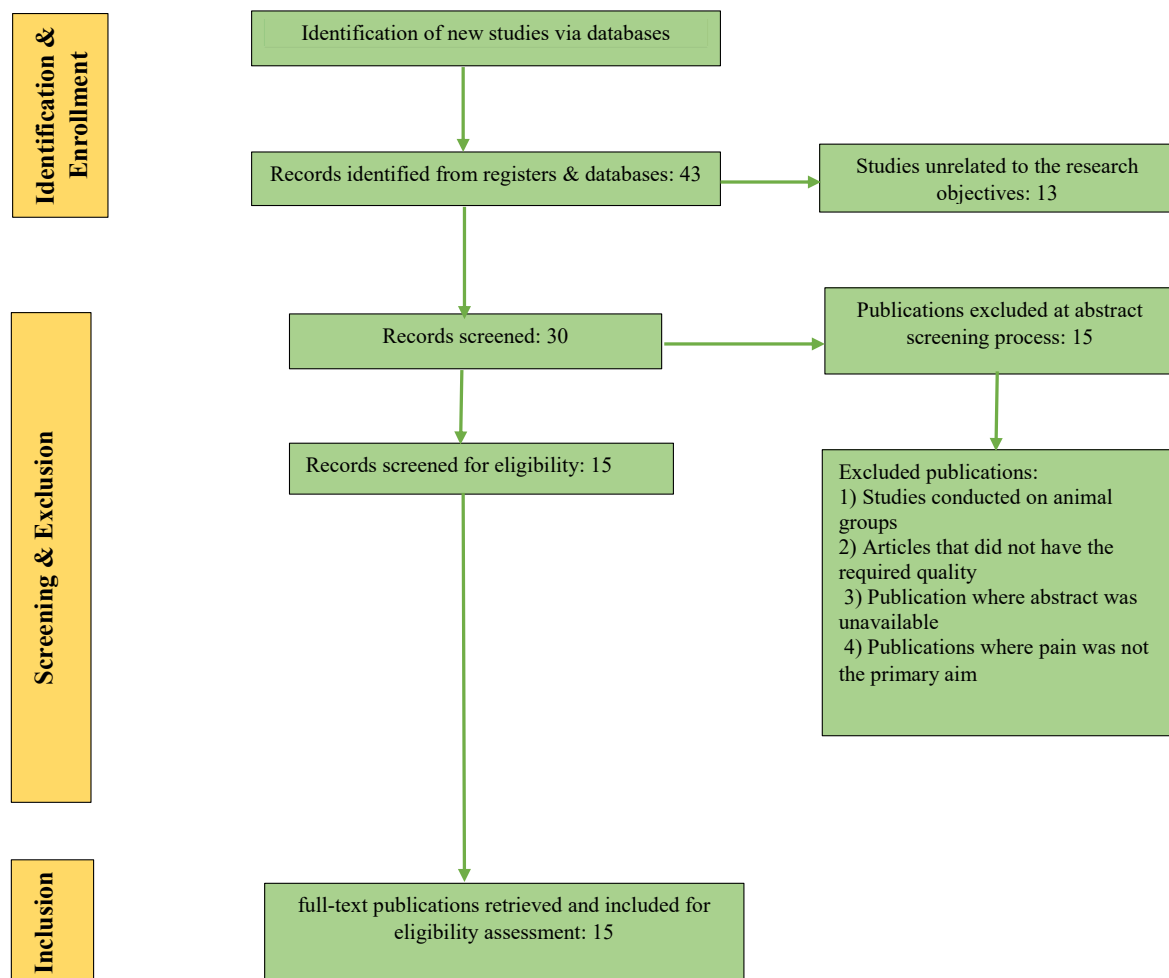 Identification &
Enrollment
Identification of new studies via databases
Records identified from registers & databases: 43
Studies unrelated to the research
objectives: 13
Screening & Exclusion
Records screened: 30
Publications excluded at abstract
screening process: 15
Records screened for eligibility: 15
Excluded publications:
1) Studies conducted on animal
groups
2) Articles that did not have the
required quality
3) Publication where abstract was
unavailable
4) Publications where pain was not
the primary aim
Inclusion
full-text publications retrieved and included for
eligibility assessment: 15